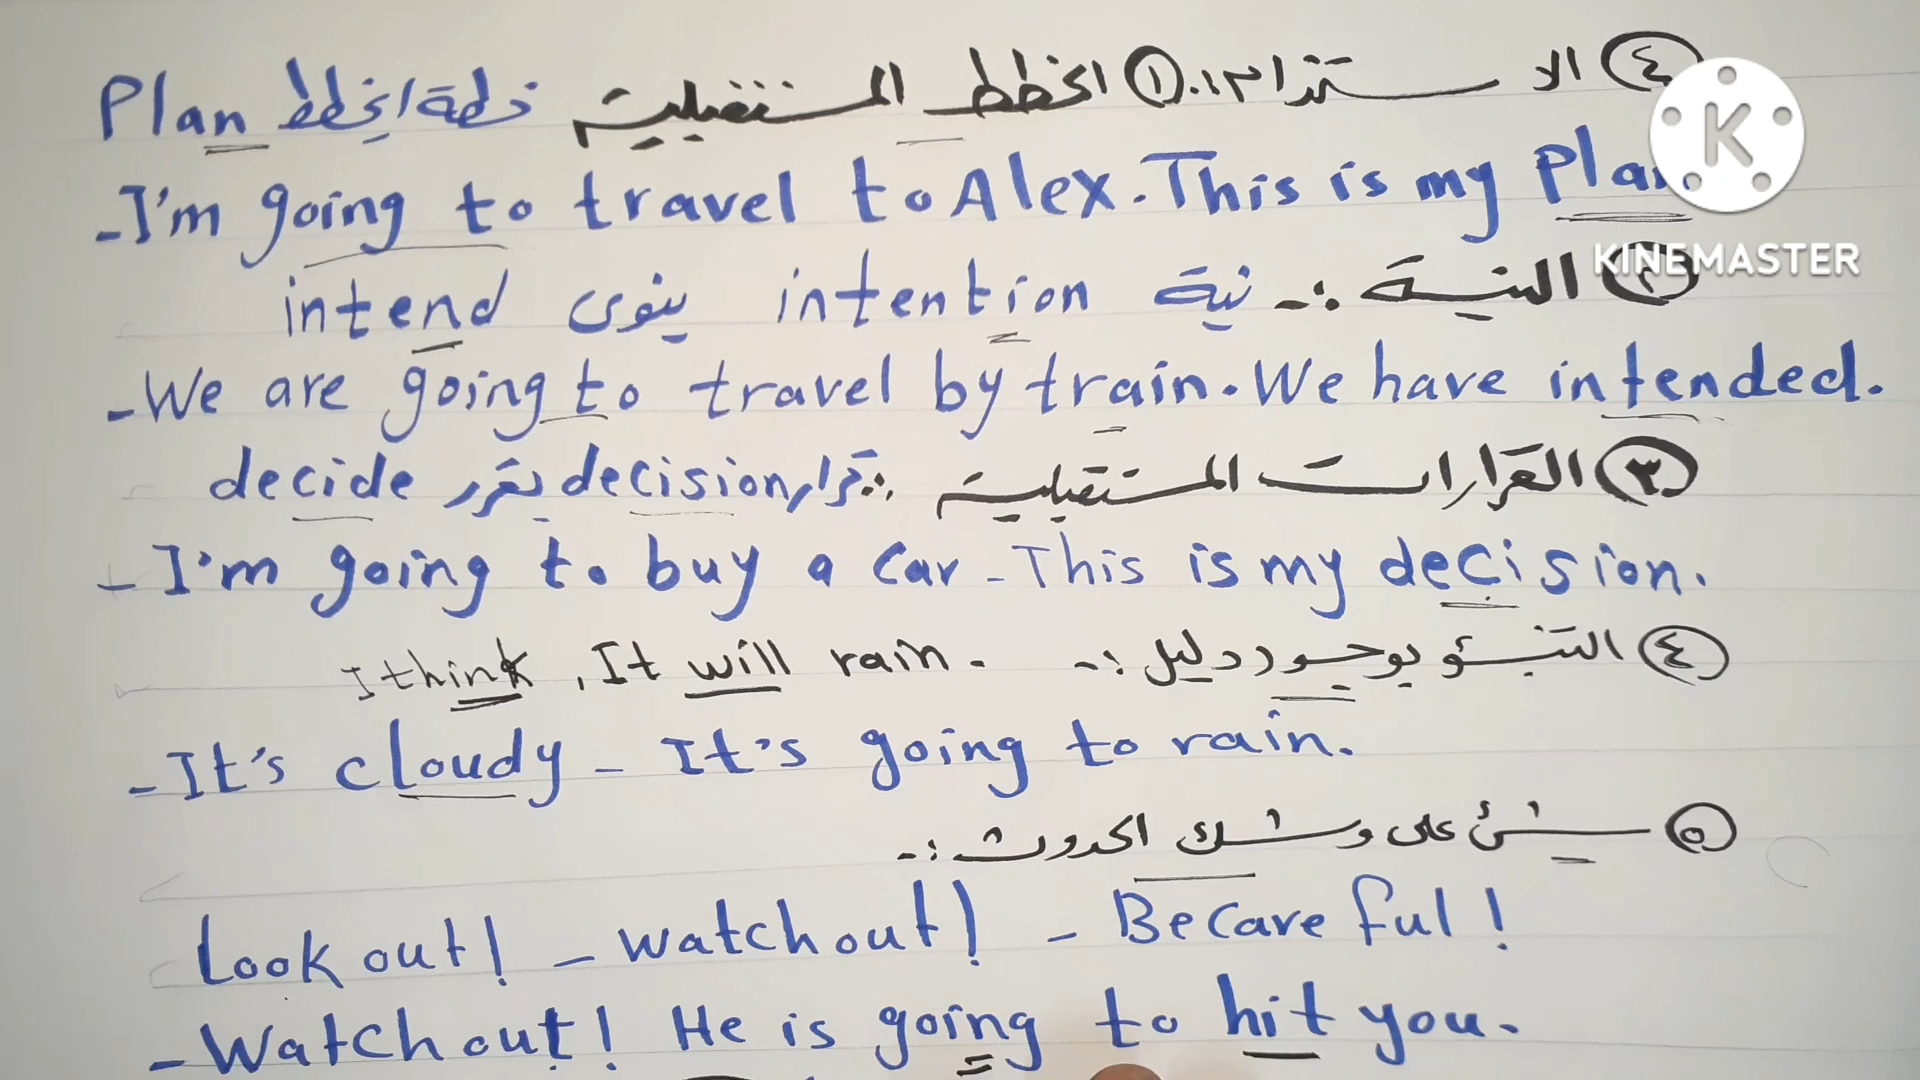 ٤ الاستخدام:. ١ الخطط المستقبلية خطة/يخطط Plan
- I'm going to travel to Alex. This is my Plan.
KINEMASTER
٢ النية :- نية intention ينوى intend
- We are going to travel by train. We have intended.
٣ القرارات المستقبلية :. قرار decision, يقرر decide
- I'm going to buy a car - This is my decision.
٤ التنبؤ بوجود دليل :- I think, It will rain.
- It's cloudy - It's going to rain.
٥ شئ على وشك الحدوث :-
Look out! - watch out! - Be careful!
- Watch out! He is going to hit you.